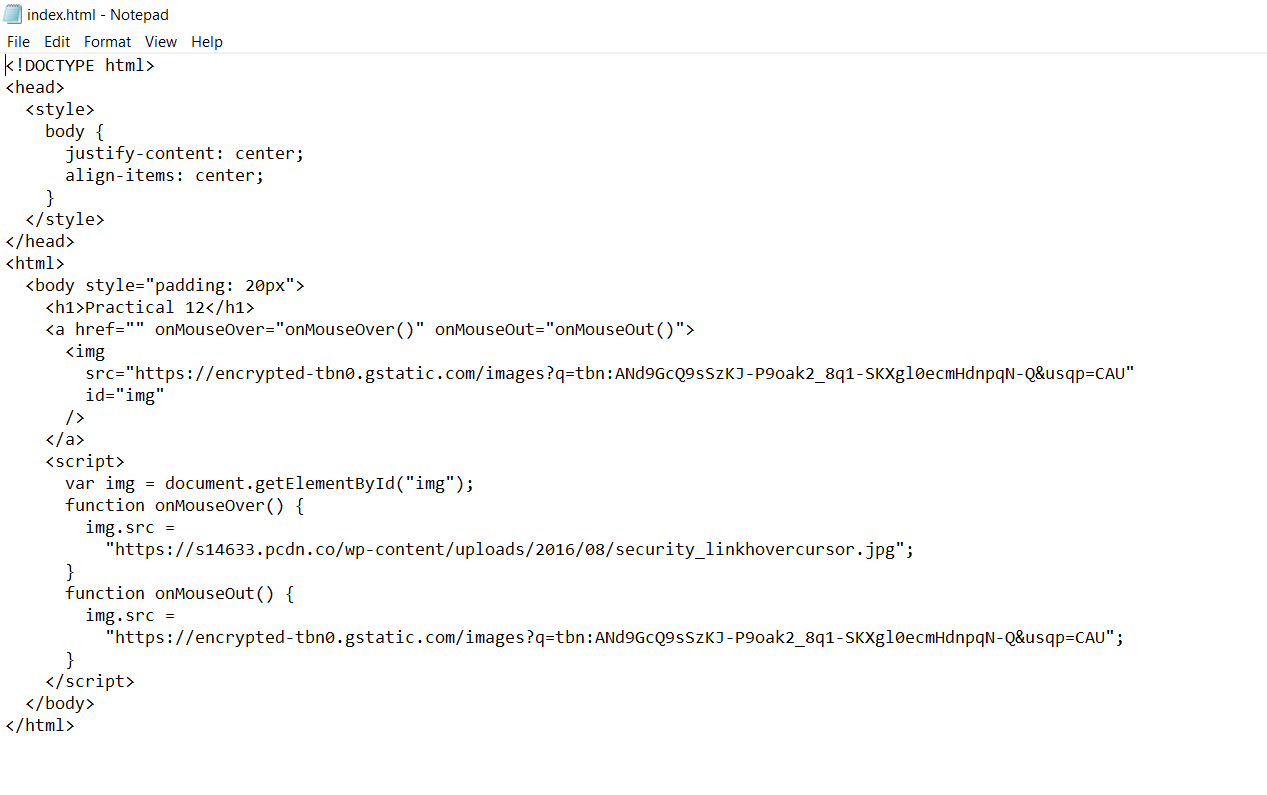 index.html - Notepad
File Edit Format View Help
<!DOCTYPE html>
<head>
  <style>
    body {
      justify-content: center;
      align-items: center;
    }
  </style>
</head>
<html>
  <body style="padding: 20px">
    <h1>Practical 12</h1>
    <a href="" onMouseOver="onMouseOver()" onMouseOut="onMouseOut()">
      <img
        src="https://encrypted-tbn0.gstatic.com/images?q=tbn:ANd9GcQ9sSzKJ-P9oak2_8q1-SKXgl0ecmHdnpqN-Q&usqp=CAU"
        id="img"
      />
    </a>
    <script>
      var img = document.getElementById("img");
      function onMouseOver() {
        img.src =
          "https://s14633.pcdn.co/wp-content/uploads/2016/08/security_linkhovercursor.jpg";
      }
      function onMouseOut() {
        img.src =
          "https://encrypted-tbn0.gstatic.com/images?q=tbn:ANd9GcQ9sSzKJ-P9oak2_8q1-SKXgl0ecmHdnpqN-Q&usqp=CAU";
      }
    </script>
  </body>
</html>